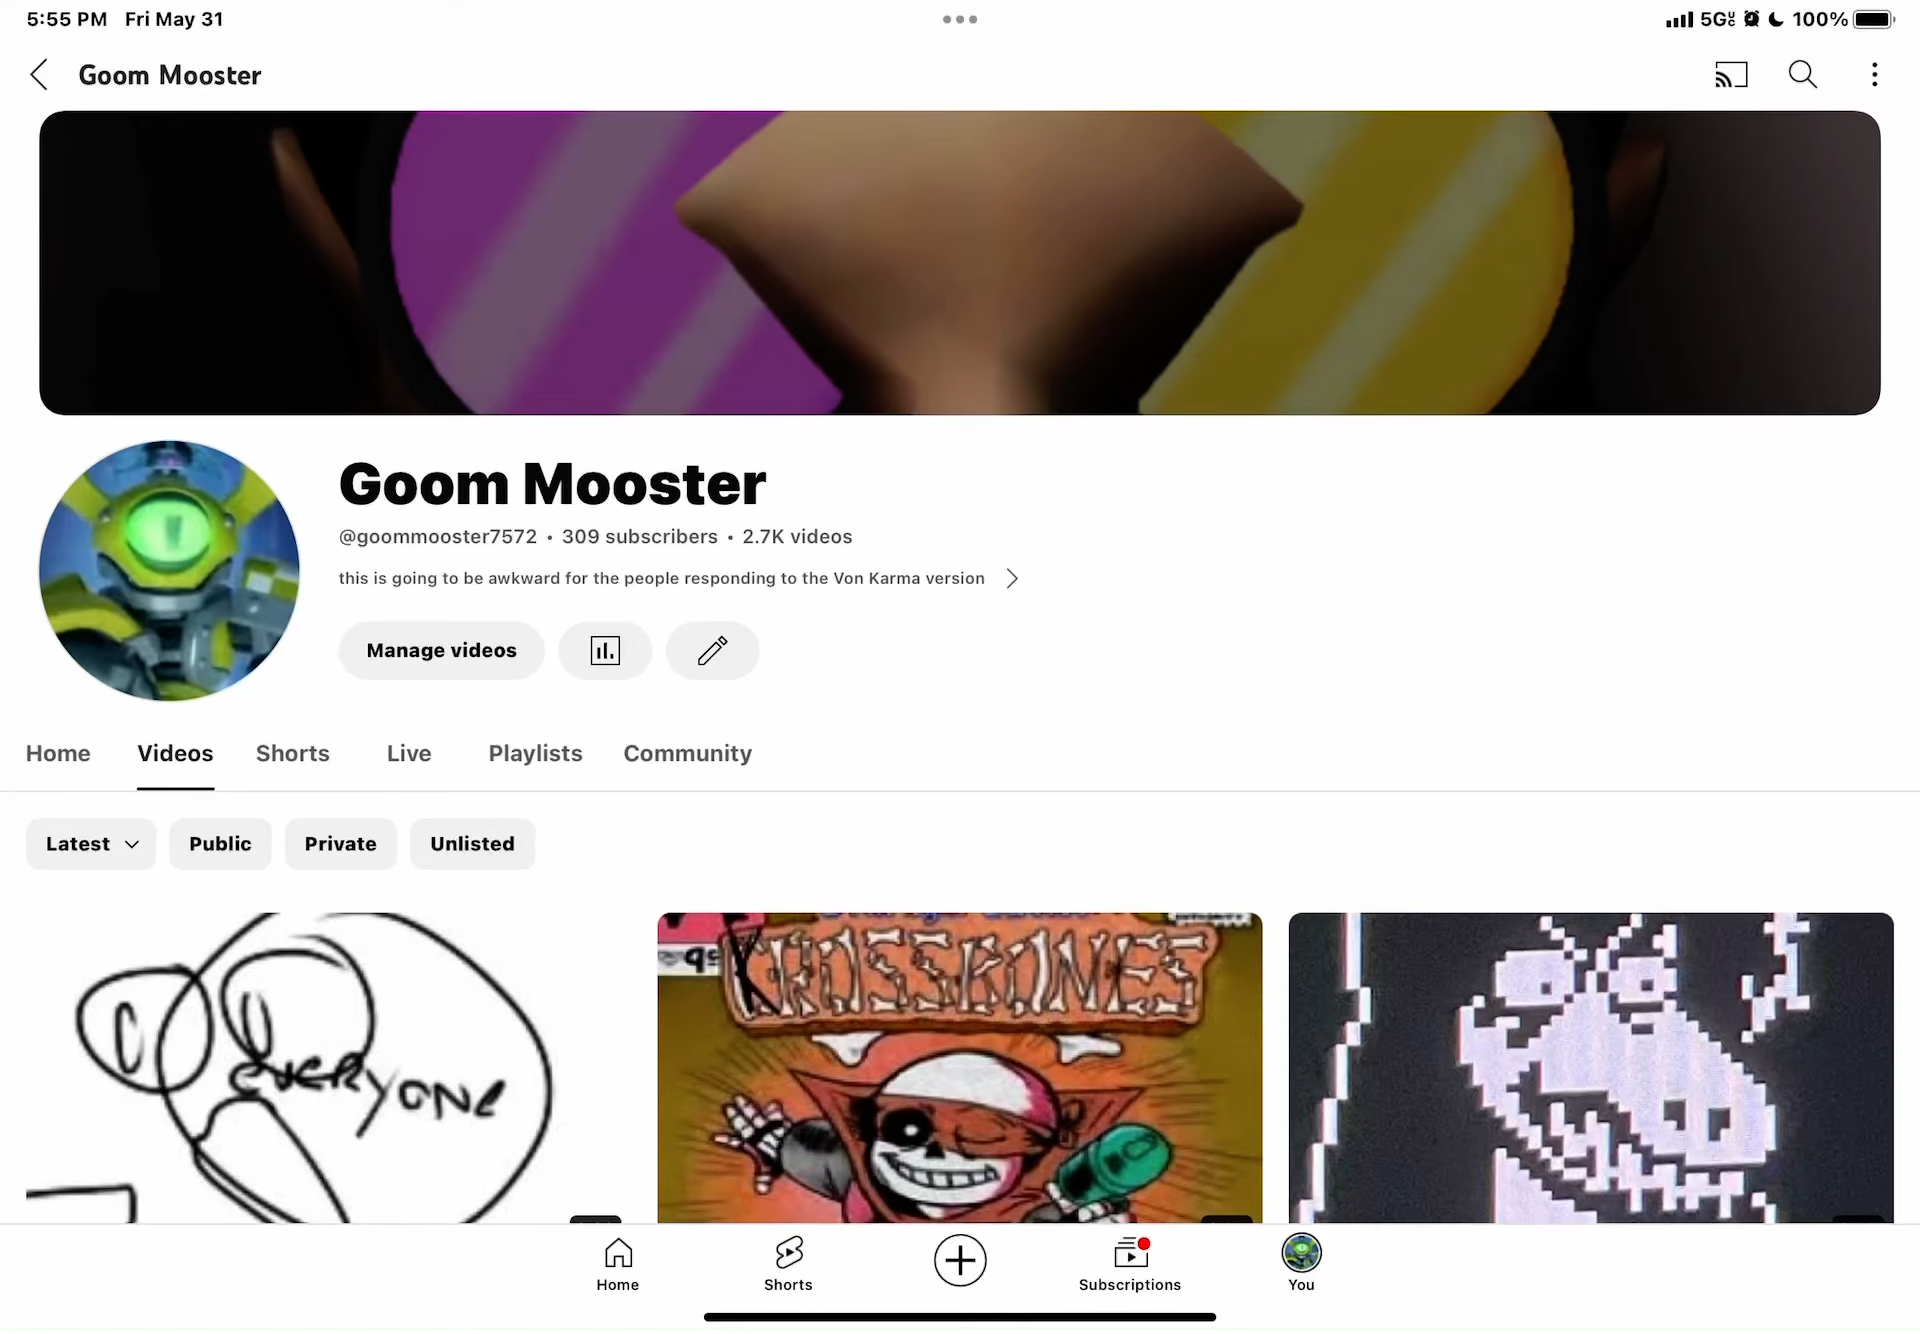 5:55 PM Fri May 31
5G 100%
Goom Mooster
Goom Mooster
@goommooster7572 • 309 subscribers • 2.7K videos
this is going to be awkward for the people responding to the Von Karma version
Manage videos
Home Videos Shorts Live Playlists Community
Latest Public Private Unlisted
everyone
KROSSBONES
Home Shorts Subscriptions You